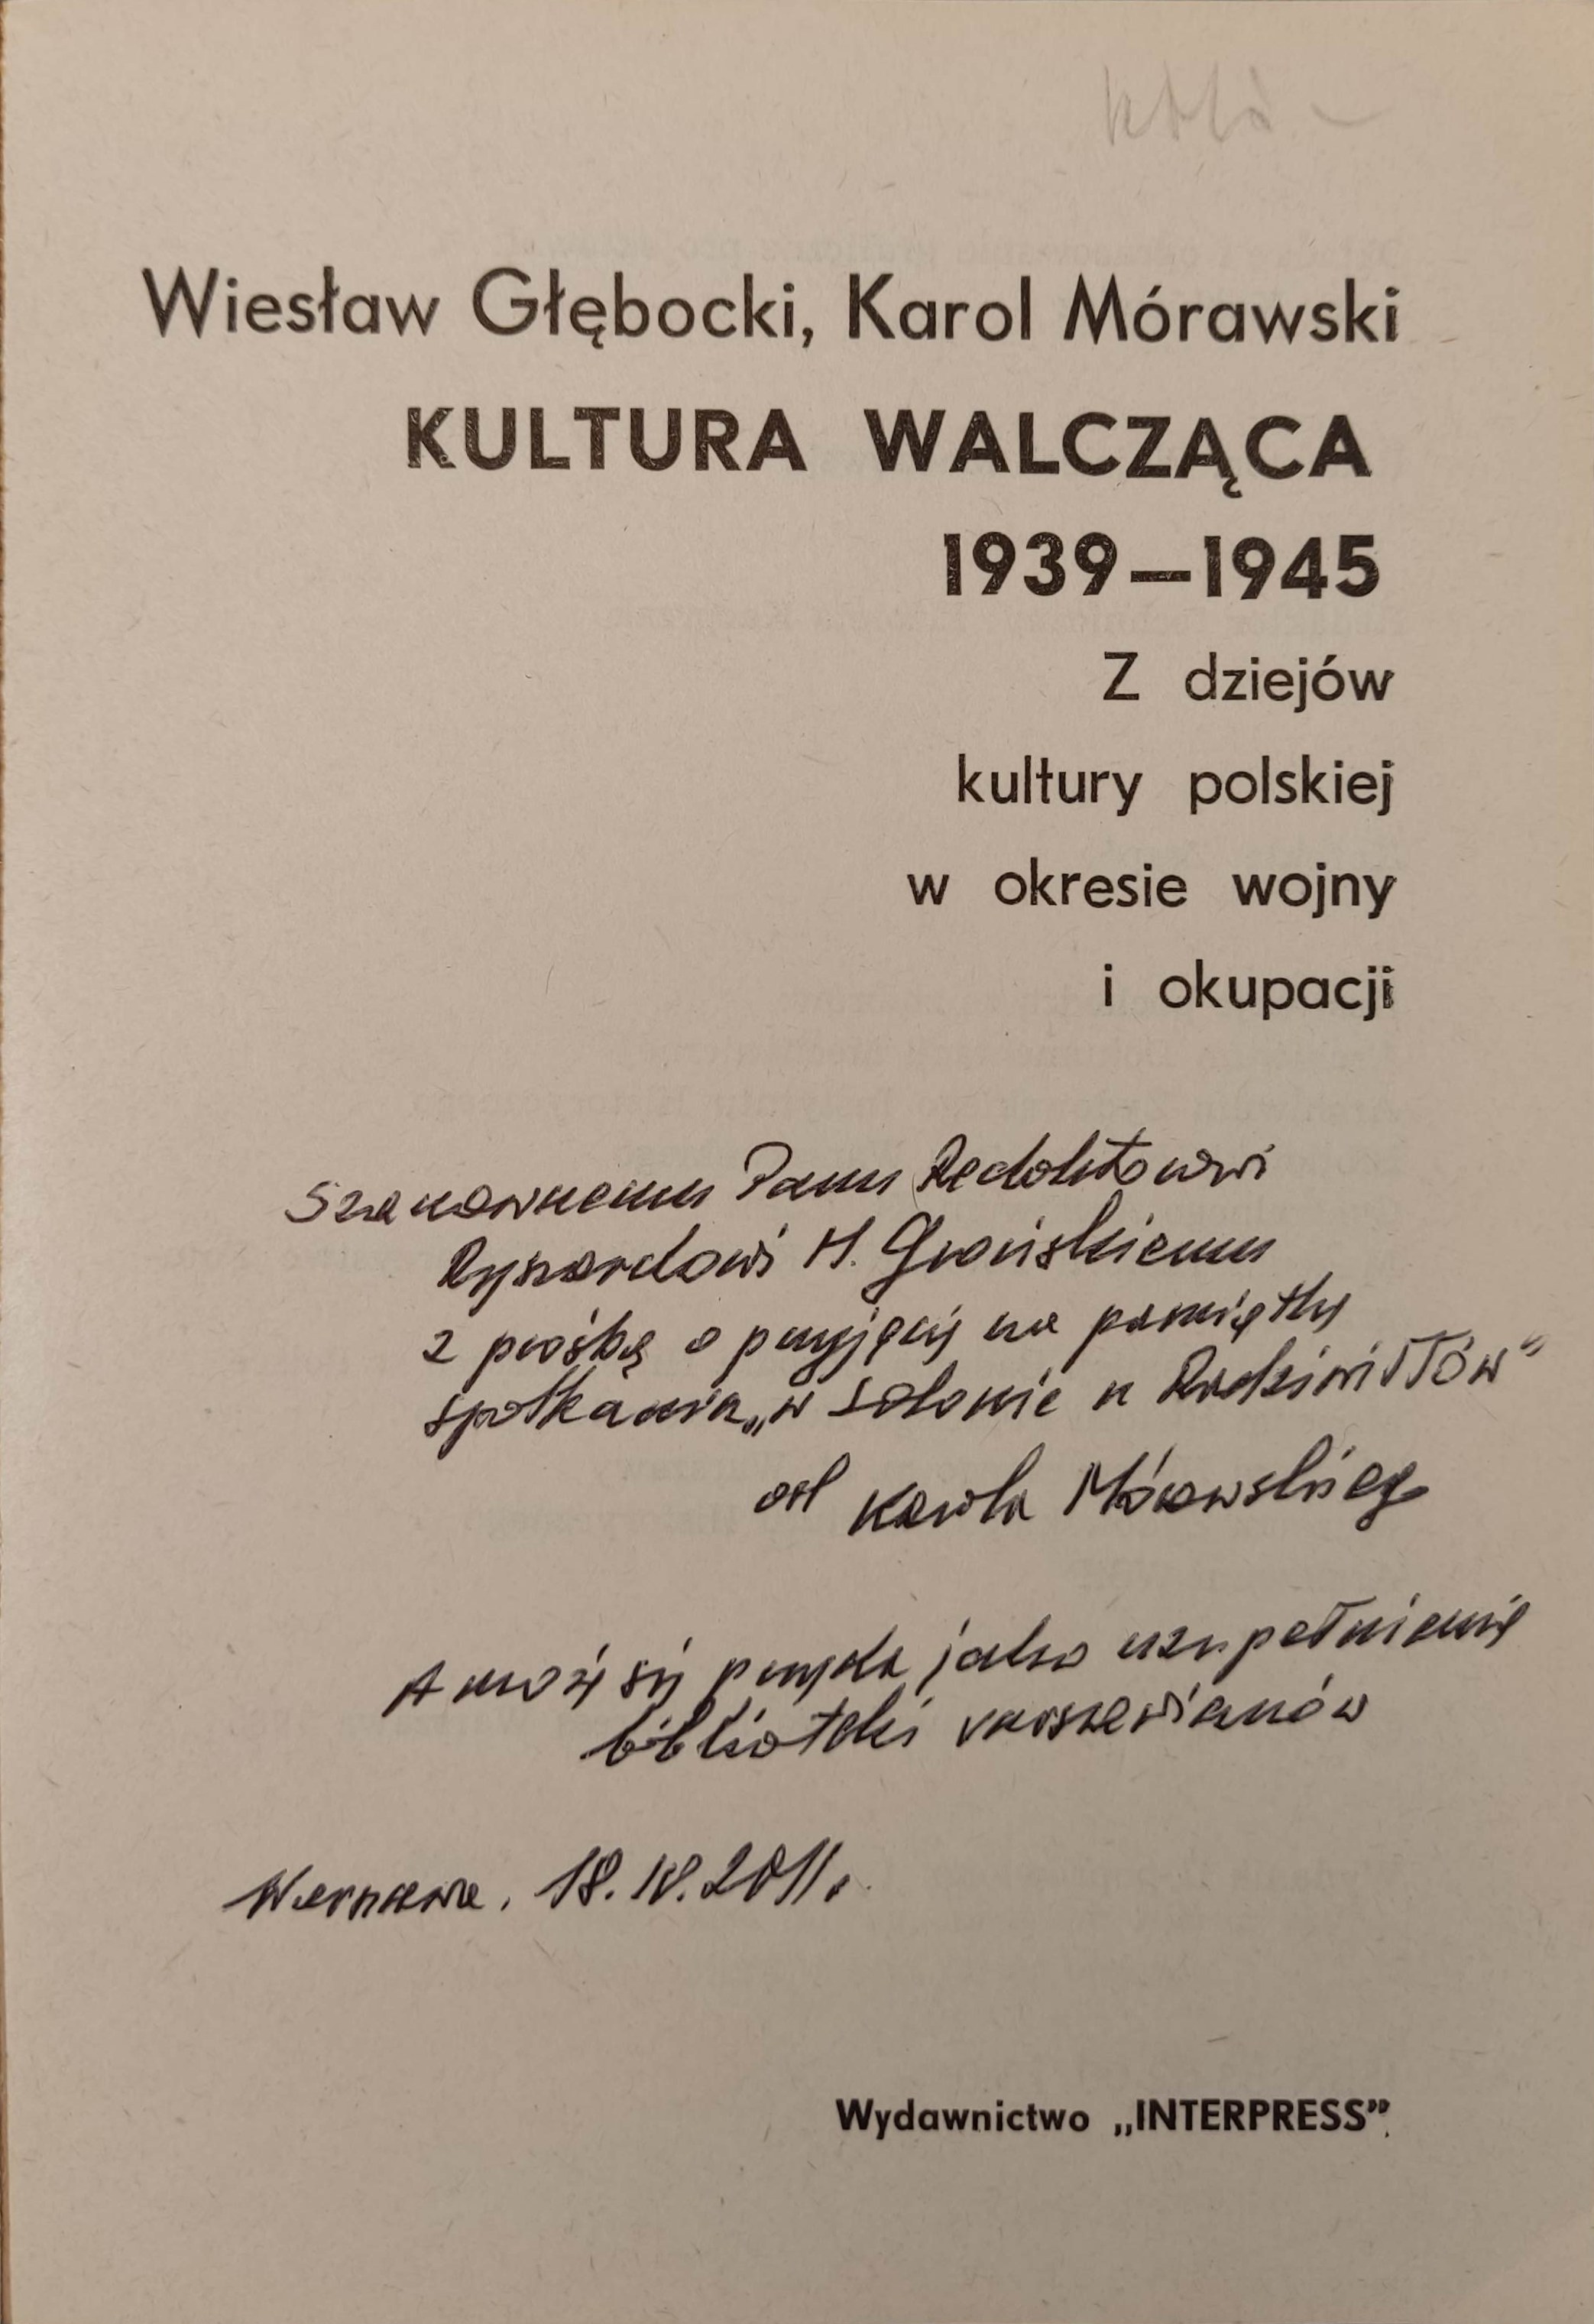 Wiesław Głębocki, Karol Mórawski
KULTURA WALCZĄCA
1939—1945
Z dziejów
kultury polskiej
w okresie wojny
i okupacji
Szanownemu Panu Redaktorowi
Ryszardowi M. Grońskiemu
z prośbą o przyjęcie na pamiątkę
spotkania „w Salonie u Radziwiłłów”
od Karola Mórawskiego
A może się przyda jako uzupełnienie
biblioteki varsavianów
Warszawa, 18.IV.2011r.
Wydawnictwo „INTERPRESS”